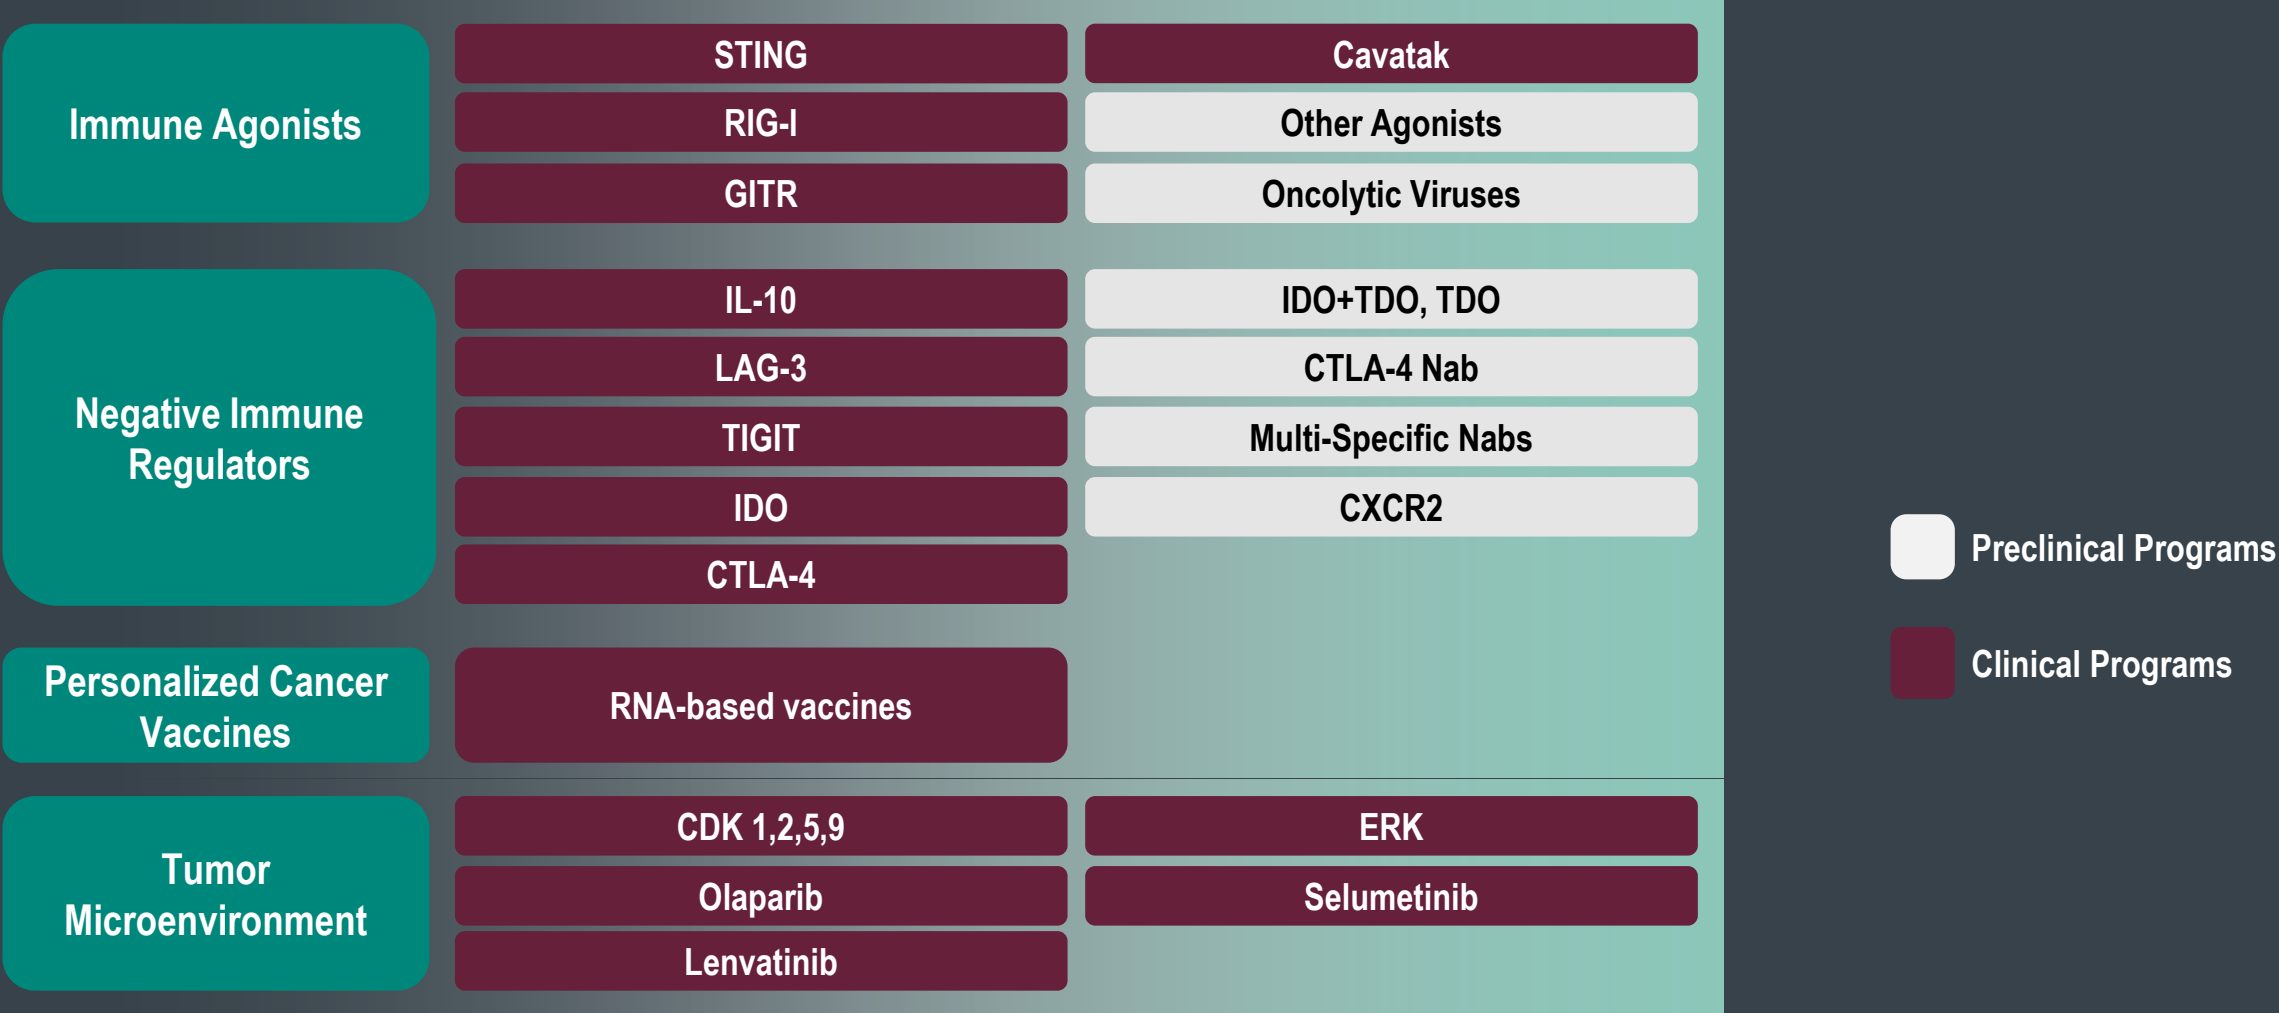 Immune Agonists
STING
Cavatak
RIG-I
Other Agonists
GITR
Oncolytic Viruses
Negative Immune
Regulators
IL-10
IDO+TDO, TDO
LAG-3
CTLA-4 Nab
TIGIT
Multi-Specific Nabs
IDO
CXCR2
CTLA-4
Personalized Cancer
Vaccines
RNA-based vaccines
Tumor
Microenvironment
CDK 1,2,5,9
ERK
Olaparib
Selumetinib
Lenvatinib
Preclinical Programs
Clinical Programs